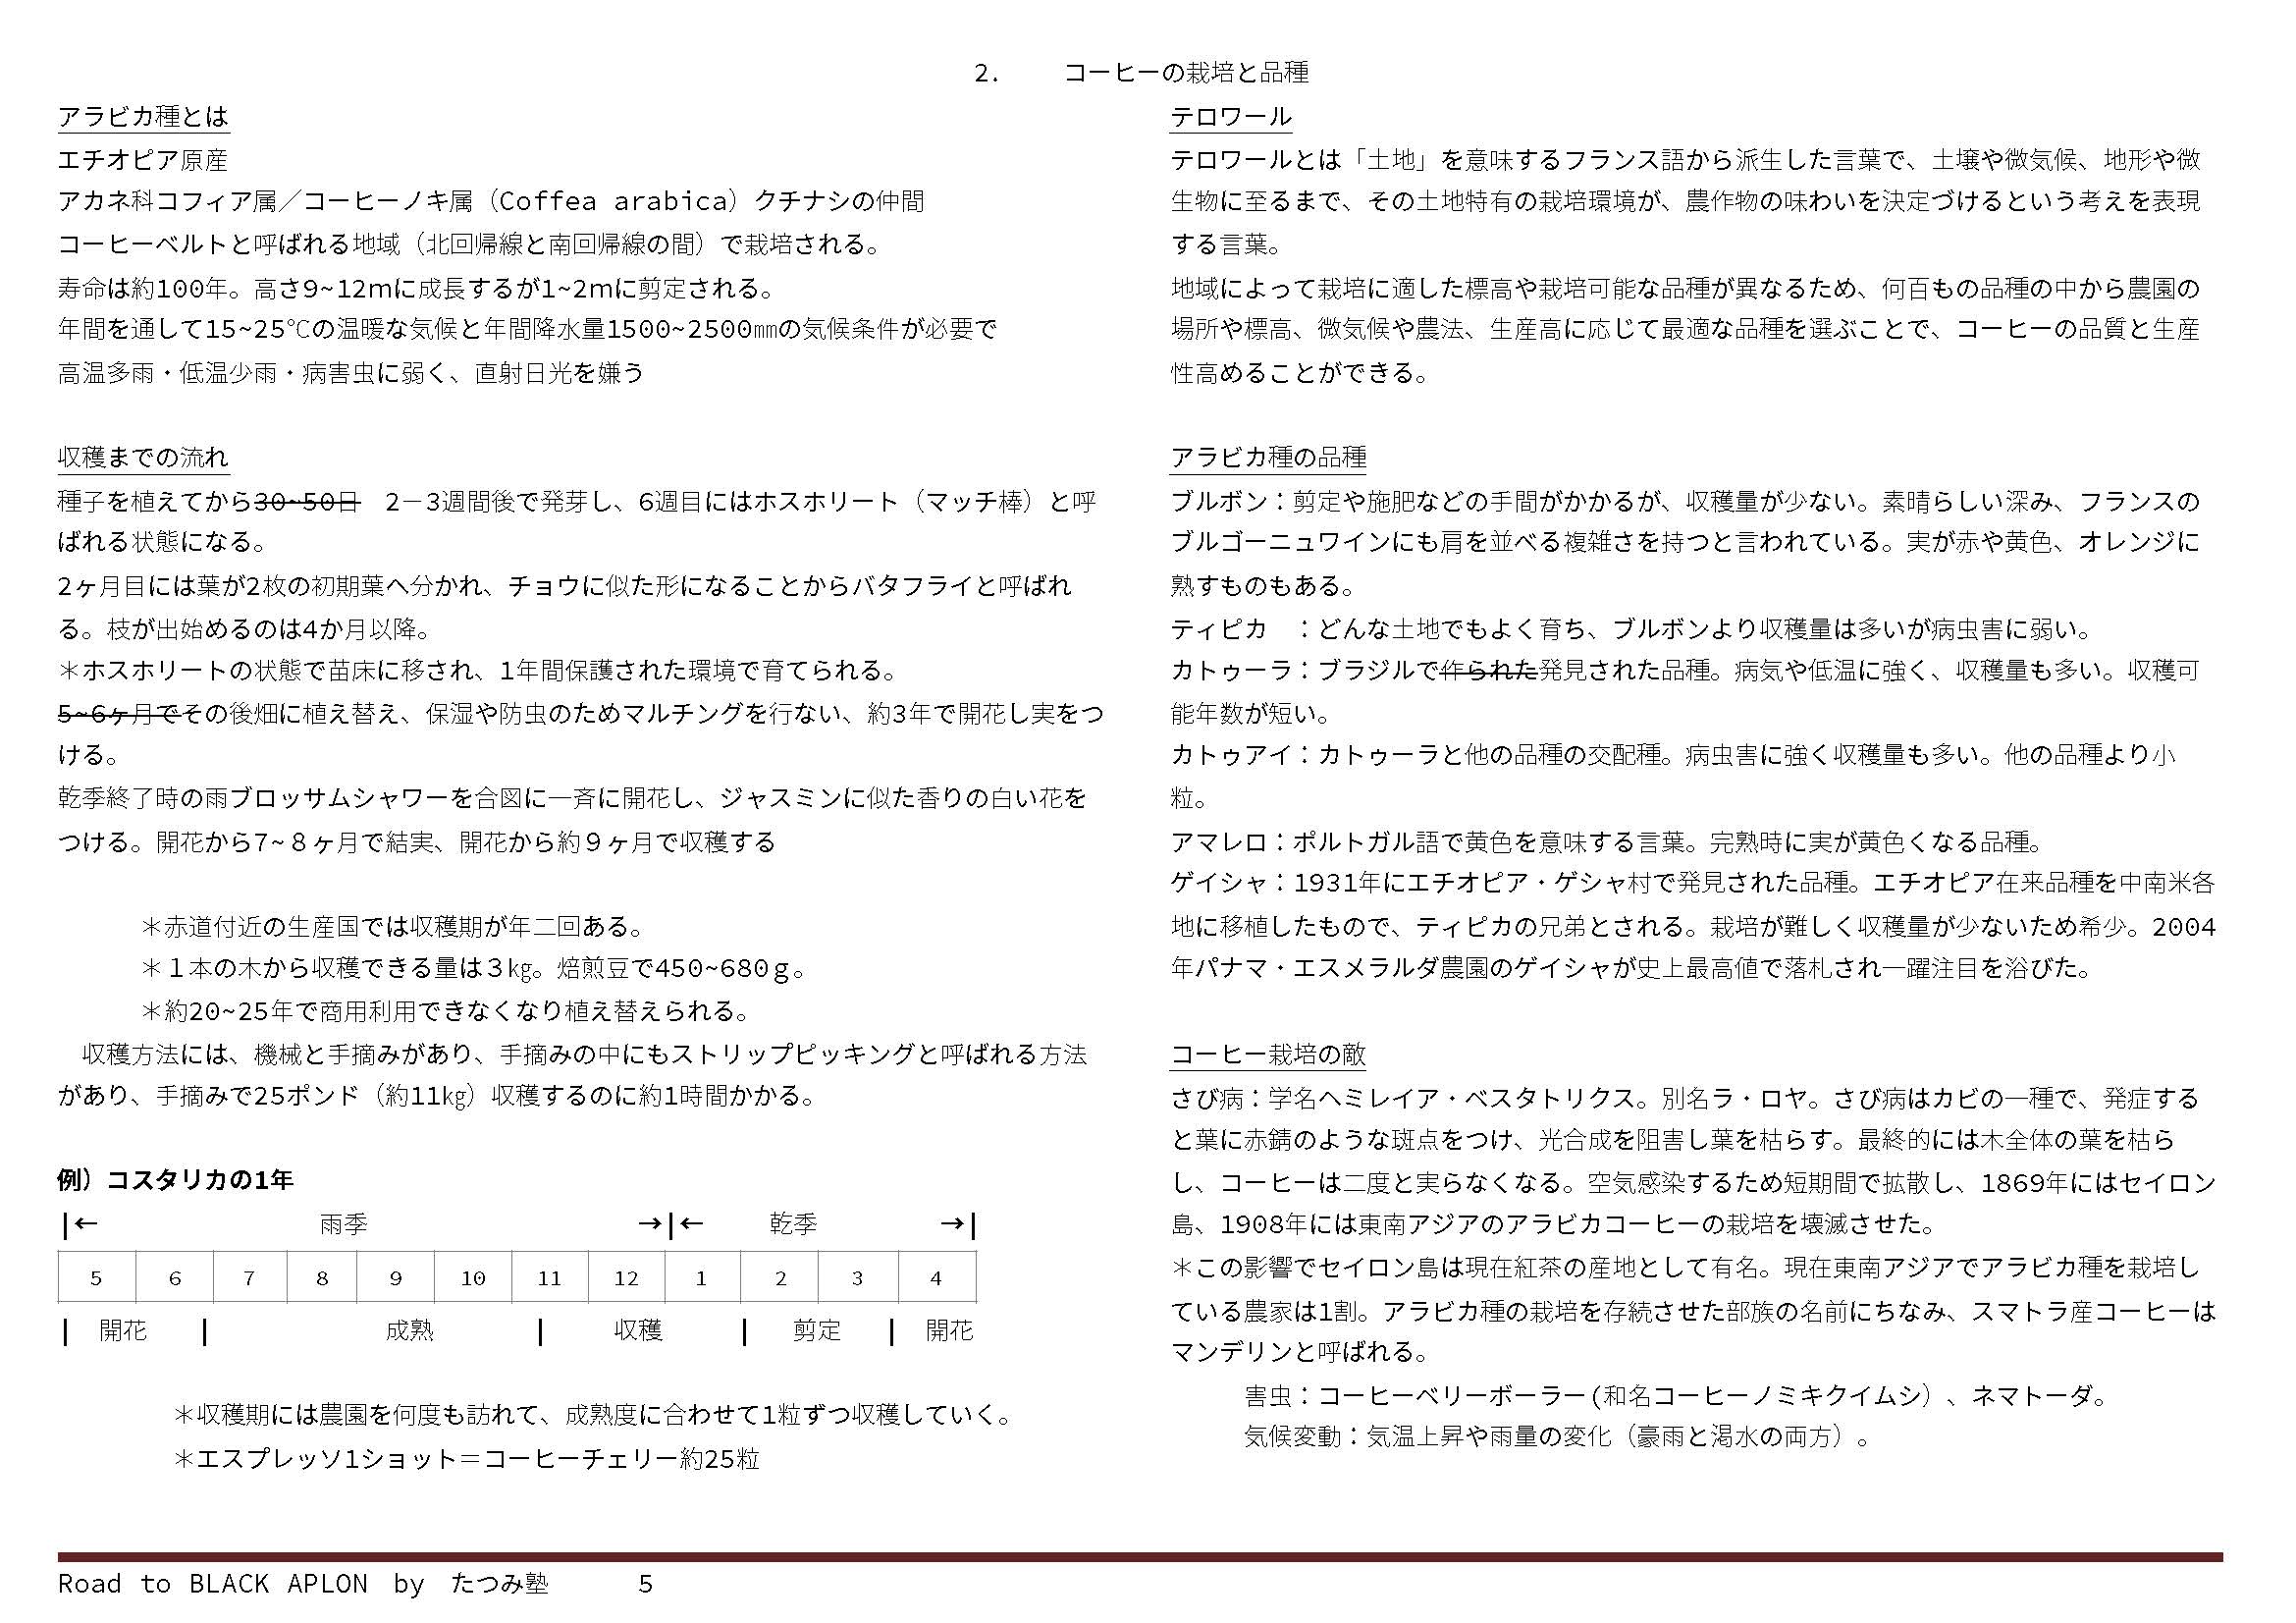 2.　コーヒーの栽培と品種
アラビカ種とは
エチオピア原産
アカネ科コフィア属／コーヒーノキ属（Coffea arabica）クチナシの仲間
コーヒーベルトと呼ばれる地域（北回帰線と南回帰線の間）で栽培される。
寿命は約100年。高さ9~12mに成長するが1~2mに剪定される。
年間を通して15~25℃の温暖な気候と年間降水量1500~2500㎜の気候条件が必要で
高温多雨・低温少雨・病害虫に弱く、直射日光を嫌う
収穫までの流れ
種子を植えてから30~50日　2－3週間後で発芽し、6週目にはホスホリート（マッチ棒）と呼
ばれる状態になる。
2ヶ月目には葉が2枚の初期葉へ分かれ、チョウに似た形になることからバタフライと呼ばれ
る。枝が出始めるのは4か月以降。
＊ホスホリートの状態で苗床に移され、1年間保護された環境で育てられる。
5~6ヶ月でその後畑に植え替え、保湿や防虫のためマルチングを行ない、約3年で開花し実をつ
ける。
乾季終了時の雨ブロッサムシャワーを合図に一斉に開花し、ジャスミンに似た香りの白い花を
つける。開花から7~８ヶ月で結実、開花から約９ヶ月で収穫する
＊赤道付近の生産国では収穫期が年二回ある。
＊１本の木から収穫できる量は３㎏。焙煎豆で450~680ｇ。
＊約20~25年で商用利用できなくなり植え替えられる。
収穫方法には、機械と手摘みがあり、手摘みの中にもストリップピッキングと呼ばれる方法
があり、手摘みで25ポンド（約11㎏）収穫するのに約1時間かかる。
例）コスタリカの1年
|← 雨季 →|← 乾季 →|
5 6 7 8 9 10 11 12 1 2 3 4
| 開花 | 成熟 | 収穫 | 剪定 | 開花
＊収穫期には農園を何度も訪れて、成熟度に合わせて1粒ずつ収穫していく。
＊エスプレッソ1ショット＝コーヒーチェリー約25粒
テロワール
テロワールとは「土地」を意味するフランス語から派生した言葉で、土壌や微気候、地形や微
生物に至るまで、その土地特有の栽培環境が、農作物の味わいを決定づけるという考えを表現
する言葉。
地域によって栽培に適した標高や栽培可能な品種が異なるため、何百もの品種の中から農園の
場所や標高、微気候や農法、生産高に応じて最適な品種を選ぶことで、コーヒーの品質と生産
性高めることができる。
アラビカ種の品種
ブルボン：剪定や施肥などの手間がかかるが、収穫量が少ない。素晴らしい深み、フランスの
ブルゴーニュワインにも肩を並べる複雑さを持つと言われている。実が赤や黄色、オレンジに
熟すものもある。
ティピカ　：どんな土地でもよく育ち、ブルボンより収穫量は多いが病虫害に弱い。
カトゥーラ：ブラジルで作られた発見された品種。病気や低温に強く、収穫量も多い。収穫可
能年数が短い。
カトゥアイ：カトゥーラと他の品種の交配種。病虫害に強く収穫量も多い。他の品種より小
粒。
アマレロ：ポルトガル語で黄色を意味する言葉。完熟時に実が黄色くなる品種。
ゲイシャ：1931年にエチオピア・ゲシャ村で発見された品種。エチオピア在来品種を中南米各
地に移植したもので、ティピカの兄弟とされる。栽培が難しく収穫量が少ないため希少。2004
年パナマ・エスメラルダ農園のゲイシャが史上最高値で落札され一躍注目を浴びた。
コーヒー栽培の敵
さび病：学名ヘミレイア・ベスタトリクス。別名ラ・ロヤ。さび病はカビの一種で、発症する
と葉に赤錆のような斑点をつけ、光合成を阻害し葉を枯らす。最終的には木全体の葉を枯ら
し、コーヒーは二度と実らなくなる。空気感染するため短期間で拡散し、1869年にはセイロン
島、1908年には東南アジアのアラビカコーヒーの栽培を壊滅させた。
＊この影響でセイロン島は現在紅茶の産地として有名。現在東南アジアでアラビカ種を栽培し
ている農家は1割。アラビカ種の栽培を存続させた部族の名前にちなみ、スマトラ産コーヒーは
マンデリンと呼ばれる。
害虫：コーヒーベリーボーラー(和名コーヒーノミキクイムシ）、ネマトーダ。
気候変動：気温上昇や雨量の変化（豪雨と渇水の両方）。
Road to BLACK APLON by たつみ塾　5